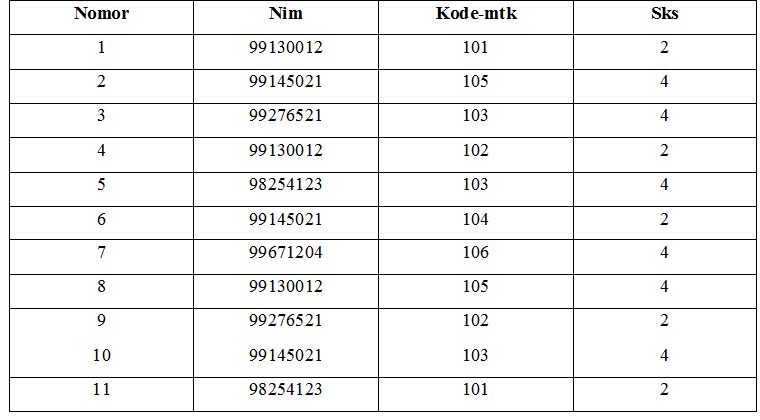 Nomor Nim Kode-mtk Sks
1 99130012 101 2
2 99145021 105 4
3 99276521 103 4
4 99130012 102 2
5 98254123 103 4
6 99145021 104 2
7 99671204 106 4
8 99130012 105 4
9 99276521 102 2
10 99145021 103 4
11 98254123 101 2